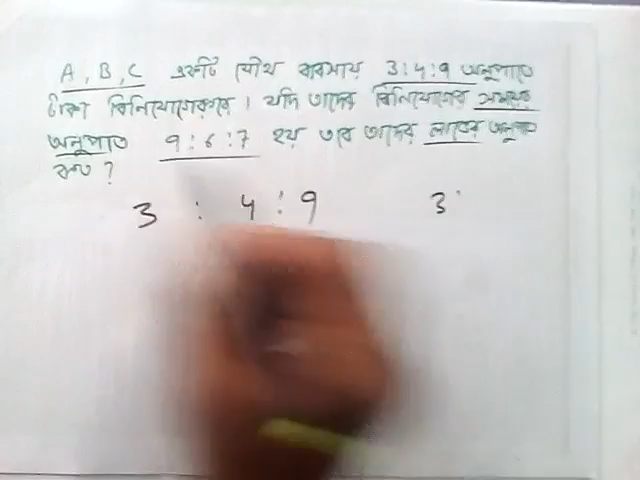 A, B, C একটি যৌথ ব্যবসায় 3:4:9 অনুপাতে
টাকা বিনিয়োগ করে। যদি তাদের বিনিয়োগের সময়ের
অনুপাত 9:6:7 হয় তবে তাদের লাভের অনুপাত
কত?
3 : 4 : 9 3